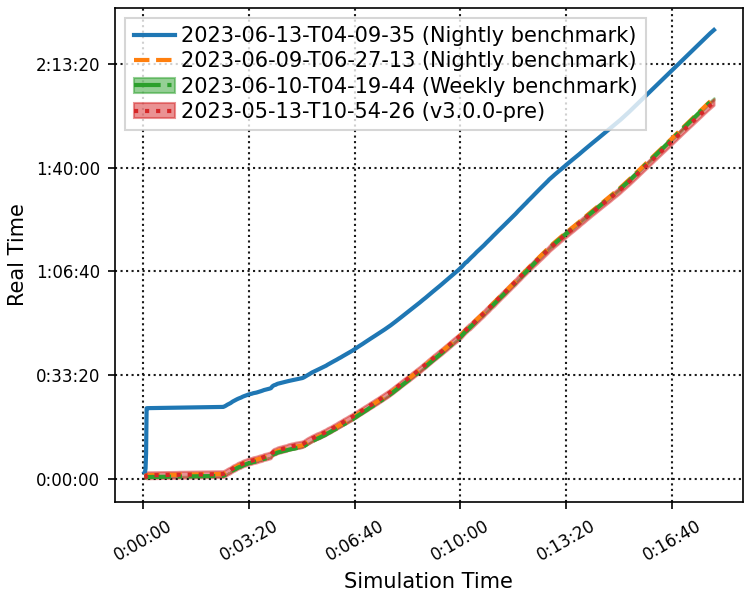 2023-06-13-T04-09-35 (Nightly benchmark)
2023-06-09-T06-27-13 (Nightly benchmark)
2023-06-10-T04-19-44 (Weekly benchmark)
2023-05-13-T10-54-26 (v3.0.0-pre)
Real Time
2:13:20
1:40:00
1:06:40
0:33:20
0:00:00
0:00:00
0:03:20
0:06:40
0:10:00
0:13:20
0:16:40
Simulation Time